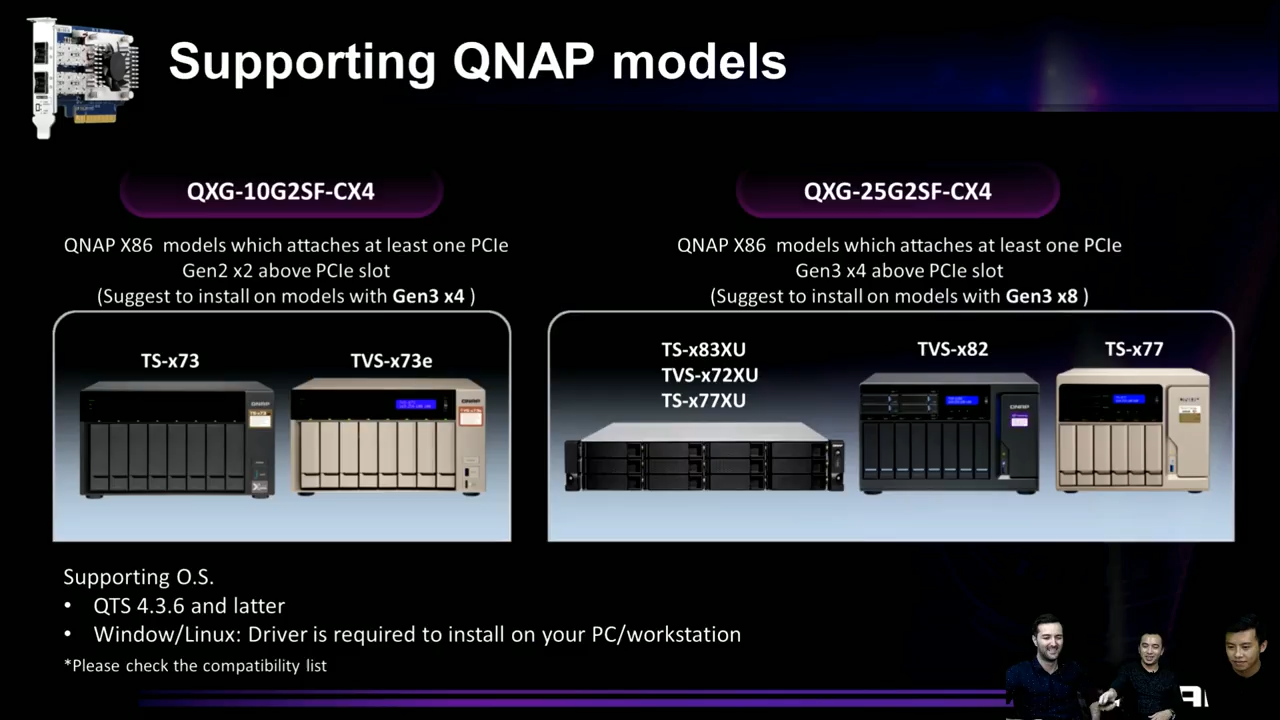 Supporting QNAP models
QXG-10G2SF-CX4
QNAP X86 models which attaches at least one PCIe
Gen2 x2 above PCIe slot
(Suggest to install on models with Gen3 x4 )
TS-x73
TVS-x73e
QXG-25G2SF-CX4
QNAP X86 models which attaches at least one PCIe
Gen3 x4 above PCIe slot
(Suggest to install on models with Gen3 x8 )
TS-x83XU
TVS-x72XU
TS-x77XU
TVS-x82
TS-x77
QNAP
QNAP
QNAP
Supporting O.S.
• QTS 4.3.6 and latter
• Window/Linux: Driver is required to install on your PC/workstation
*Please check the compatibility list